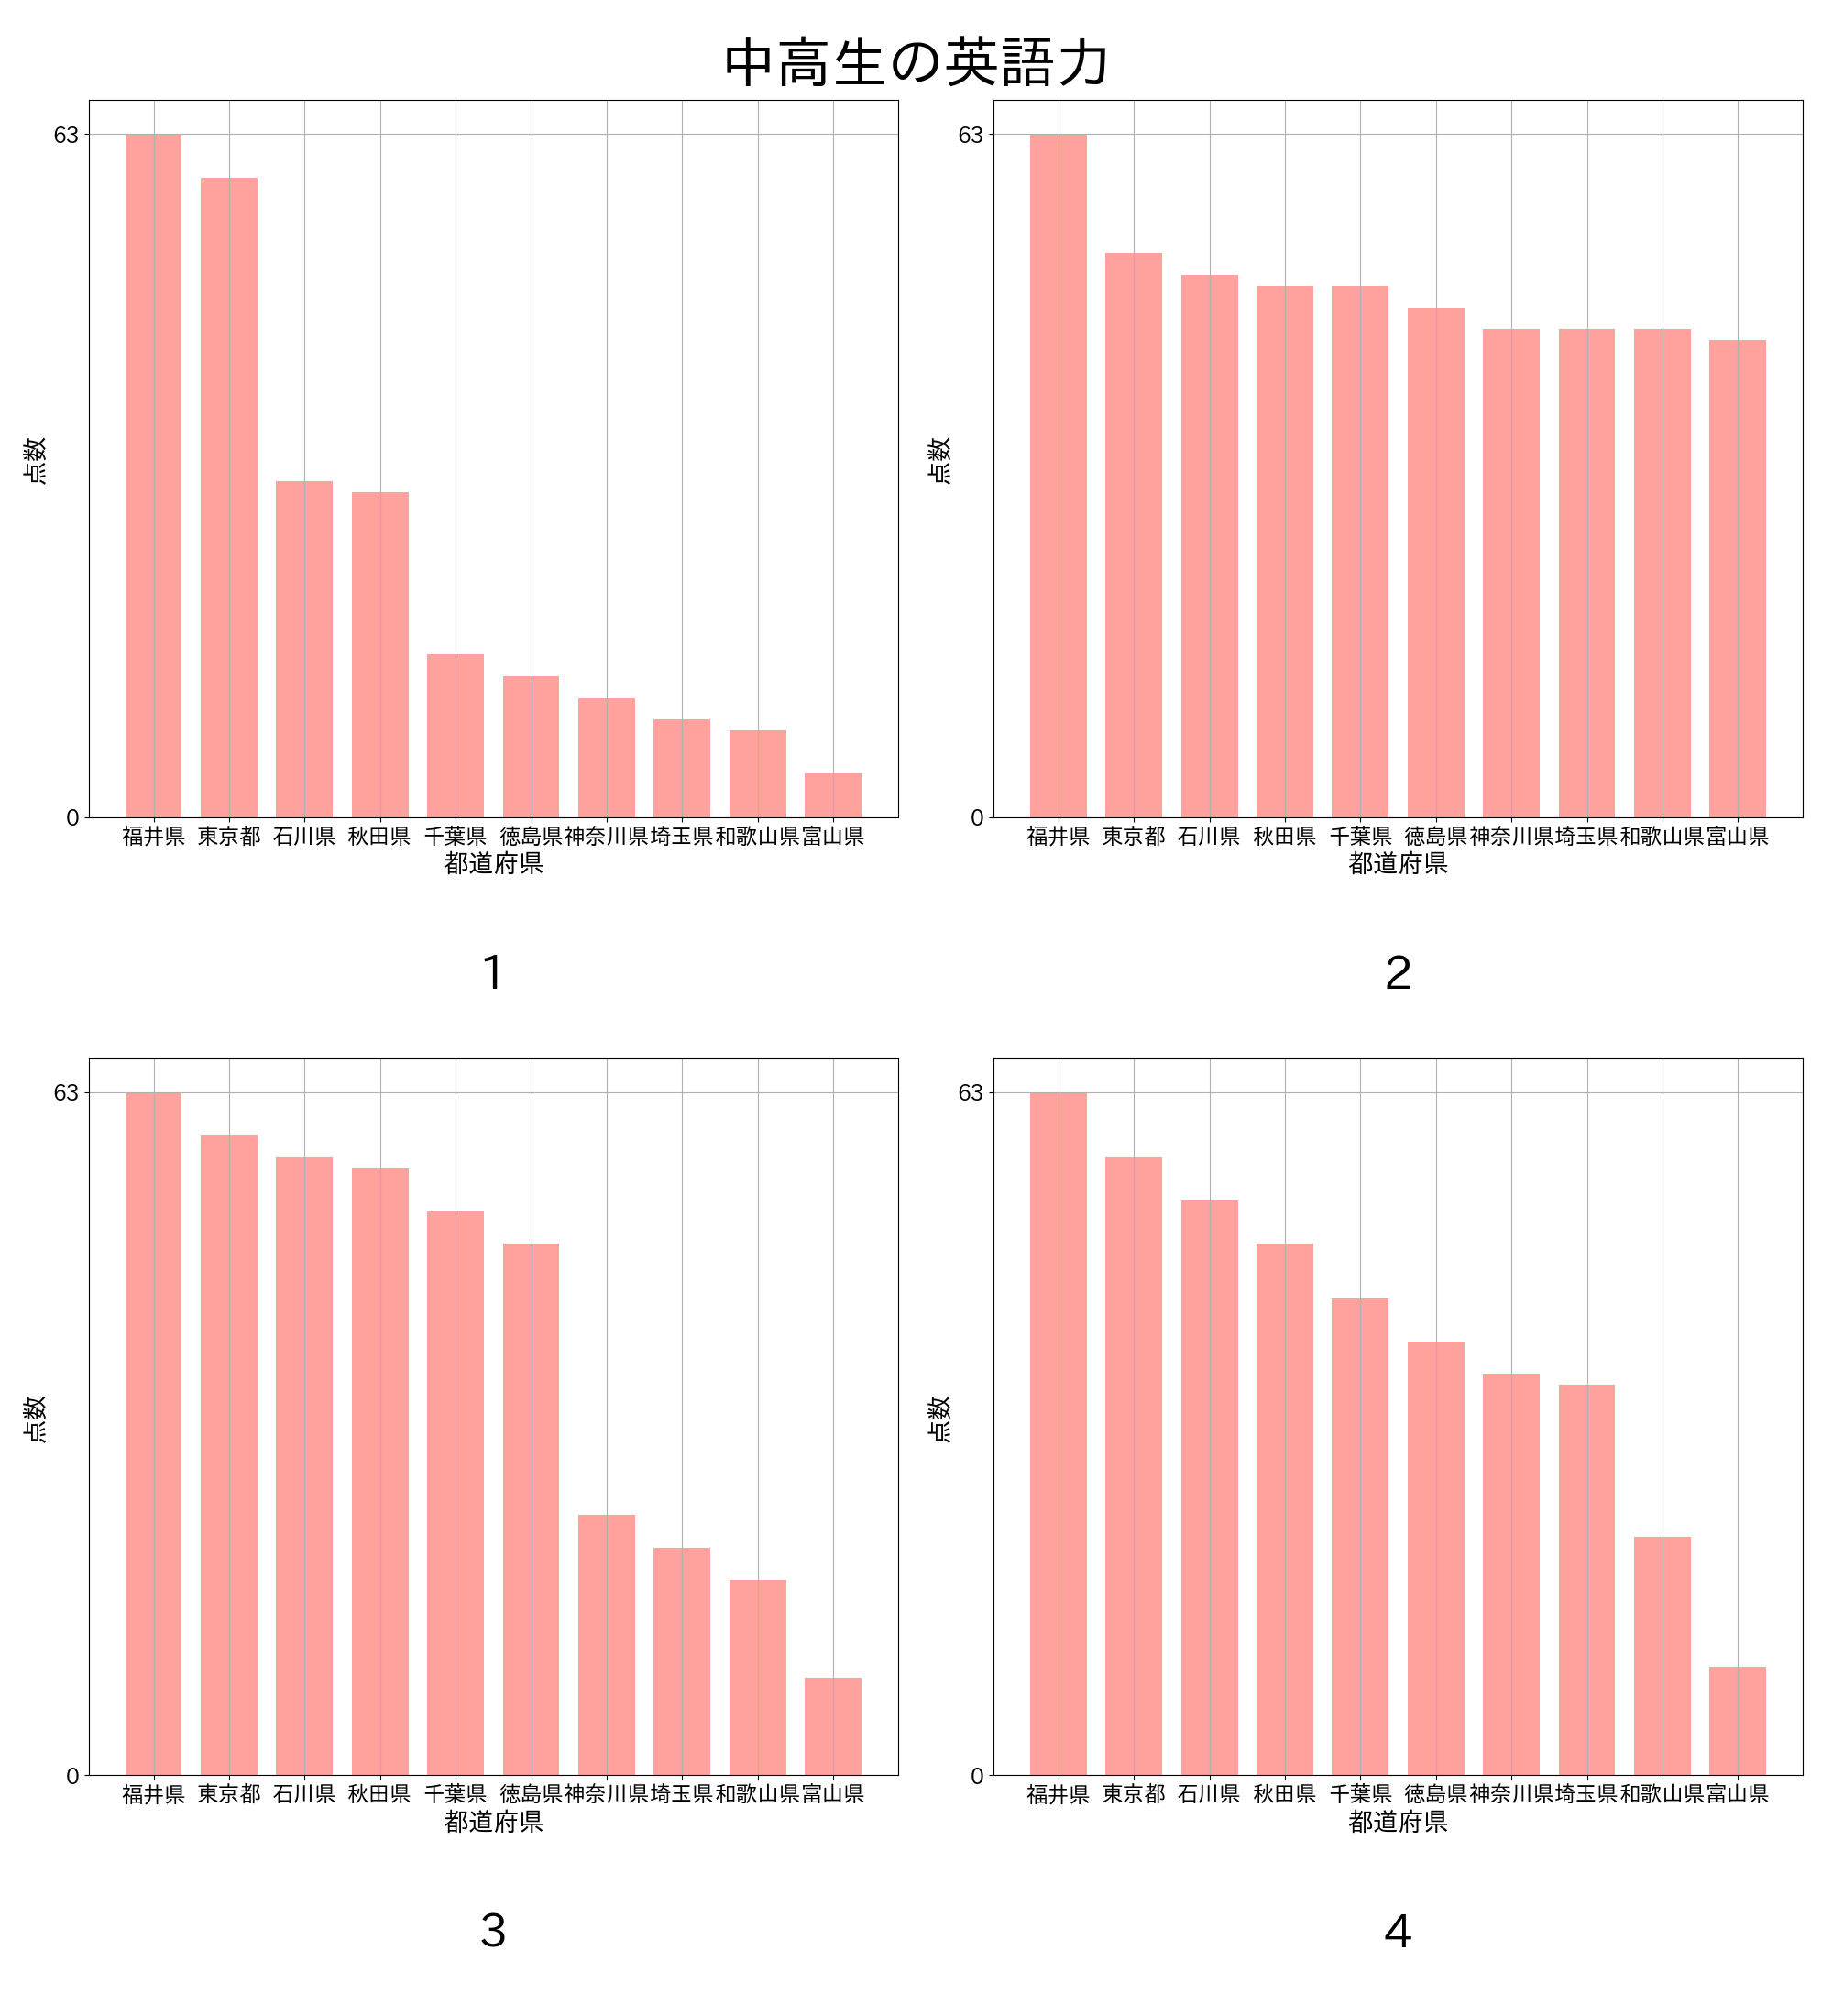 中高生の英語力
63
0
点数
福井県 東京都 石川県 秋田県 千葉県 徳島県 神奈川県 埼玉県 和歌山県 富山県
都道府県
1
63
0
点数
福井県 東京都 石川県 秋田県 千葉県 徳島県 神奈川県 埼玉県 和歌山県 富山県
都道府県
2
63
0
点数
福井県 東京都 石川県 秋田県 千葉県 徳島県 神奈川県 埼玉県 和歌山県 富山県
都道府県
3
63
0
点数
福井県 東京都 石川県 秋田県 千葉県 徳島県 神奈川県 埼玉県 和歌山県 富山県
都道府県
4